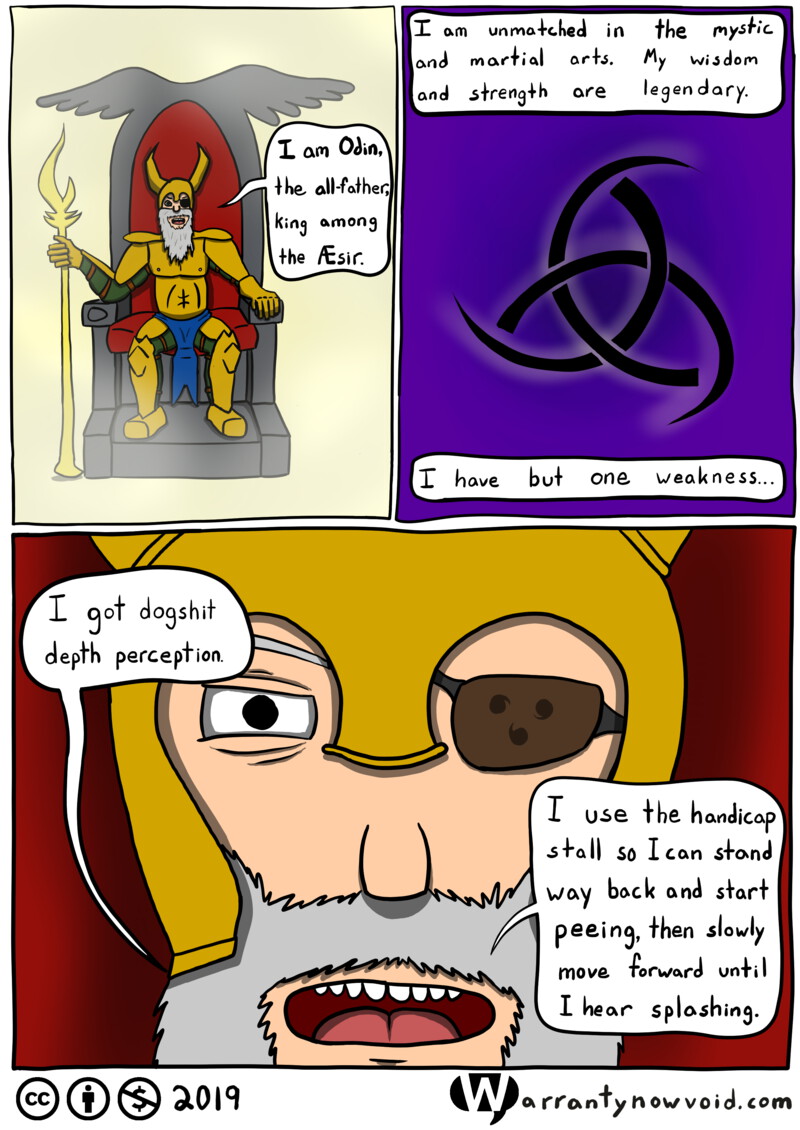 I am Odin,
the all-father,
king among
the Æsir.
I am unmatched in the mystic
and martial arts. My wisdom
and strength are legendary.
I have but one weakness...
I got dogshit
depth perception.
I use the handicap
stall so I can stand
way back and start
peeing, then slowly
move forward until
I hear splashing.
cc $ 2019
Warrantynowvoid.com